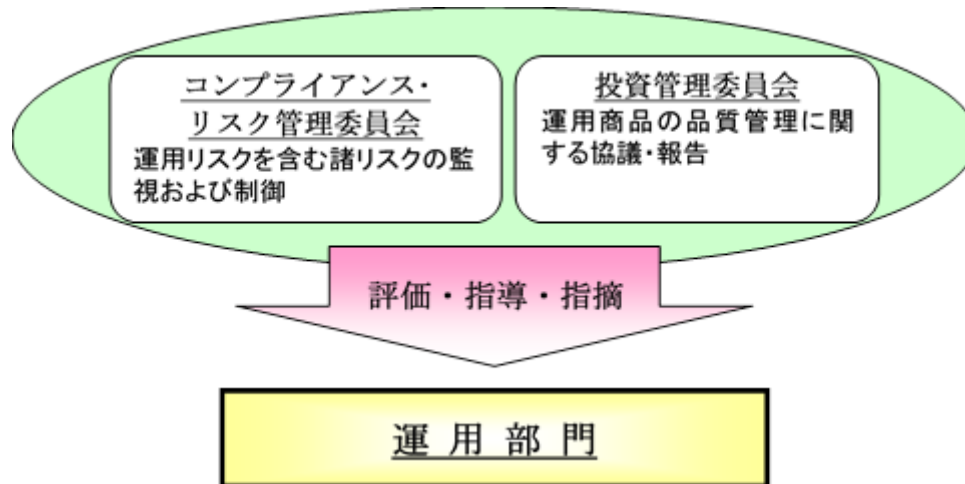 コンプライアンス・
リスク管理委員会
運用リスクを含む諸リスクの監
視および制御
投資管理委員会
運用商品の品質管理に関
する協議・報告
評価・指導・指摘
運用部門